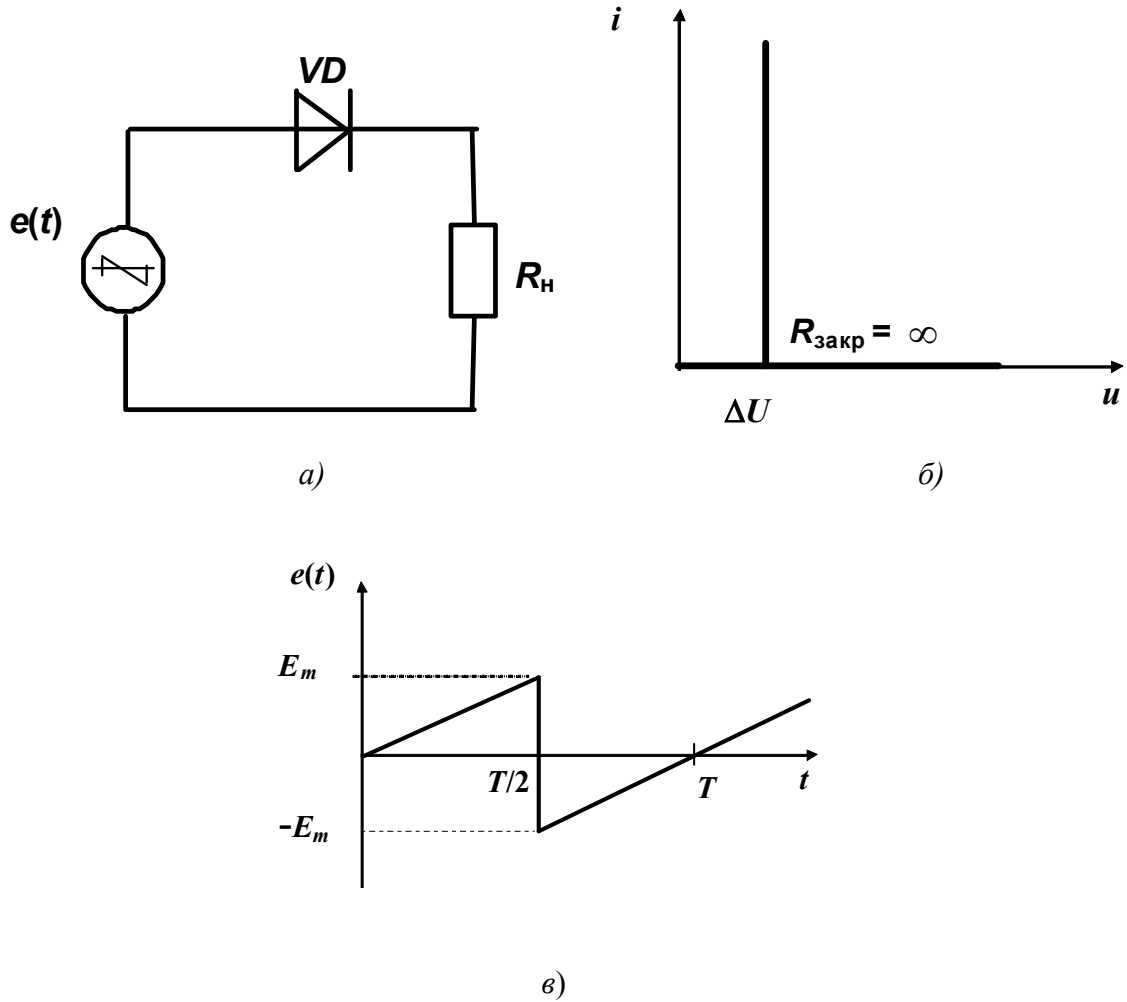 VD
e(t)
Rн
а)
i
Rзакр = ∞
ΔU
u
б)
e(t)
Em
T/2
T
t
-Em
в)